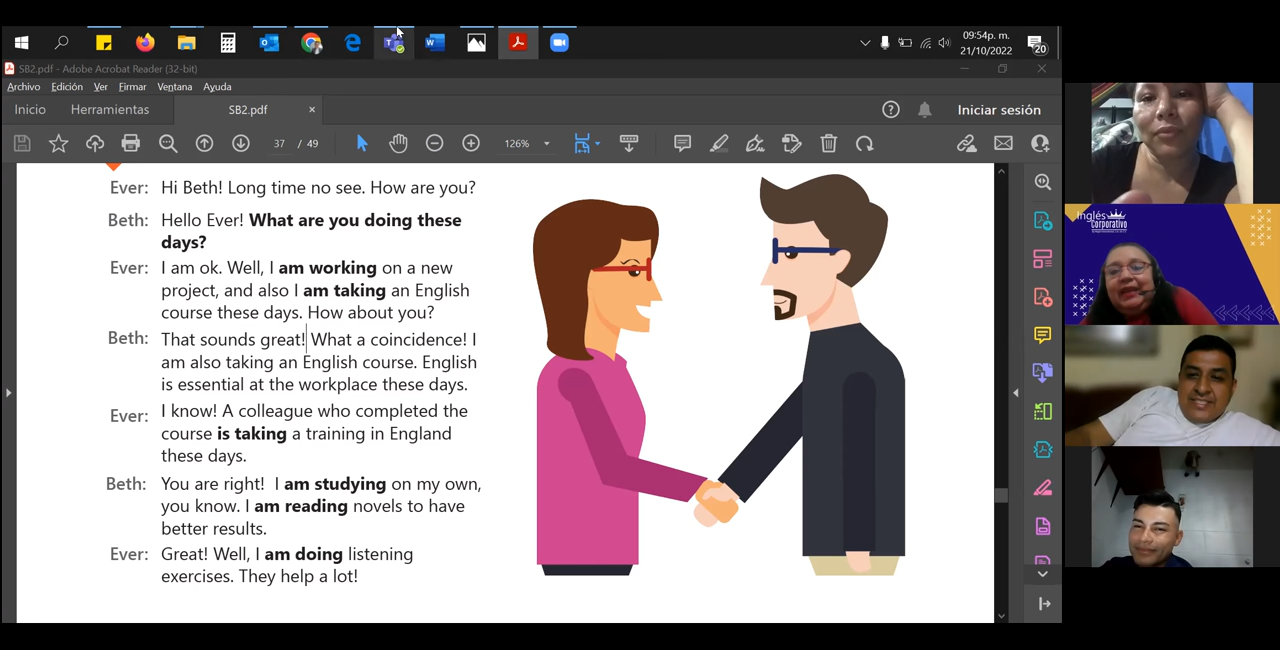 09:54p. m.
21/10/2022
20
SB2.pdf - Adobe Acrobat Reader (32-bit)
Archivo Edición Ver Firmar Ventana Ayuda
Inicio Herramientas SB2.pdf × Iniciar sesión
37 / 49 126%
Ever: Hi Beth! Long time no see. How are you?
Beth: Hello Ever! What are you doing these
days?
Ever: I am ok. Well, I am working on a new
project, and also I am taking an English
course these days. How about you?
Beth: That sounds great! What a coincidence! I
am also taking an English course. English
is essential at the workplace these days.
Ever: I know! A colleague who completed the
course is taking a training in England
these days.
Beth: You are right! I am studying on my own,
you know. I am reading novels to have
better results.
Ever: Great! Well, I am doing listening
exercises. They help a lot!
Inglés
Corporativo